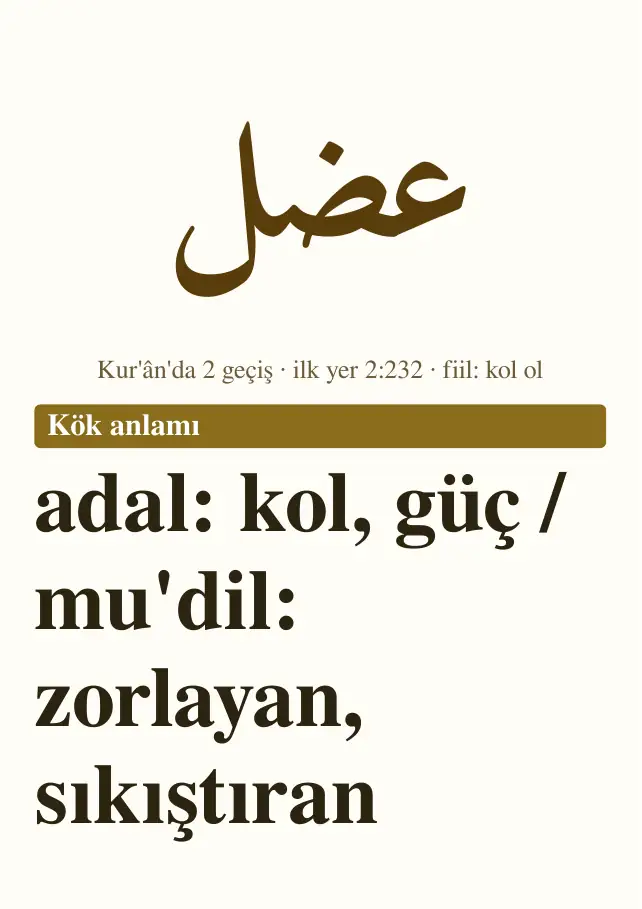 عضل
Kur'ân'da 2 geçiş · ilk yer 2:232 · fiil: kol ol
Kök anlamı
adal: kol, güç /
mu'dil:
zorlayan,
sıkıştıran